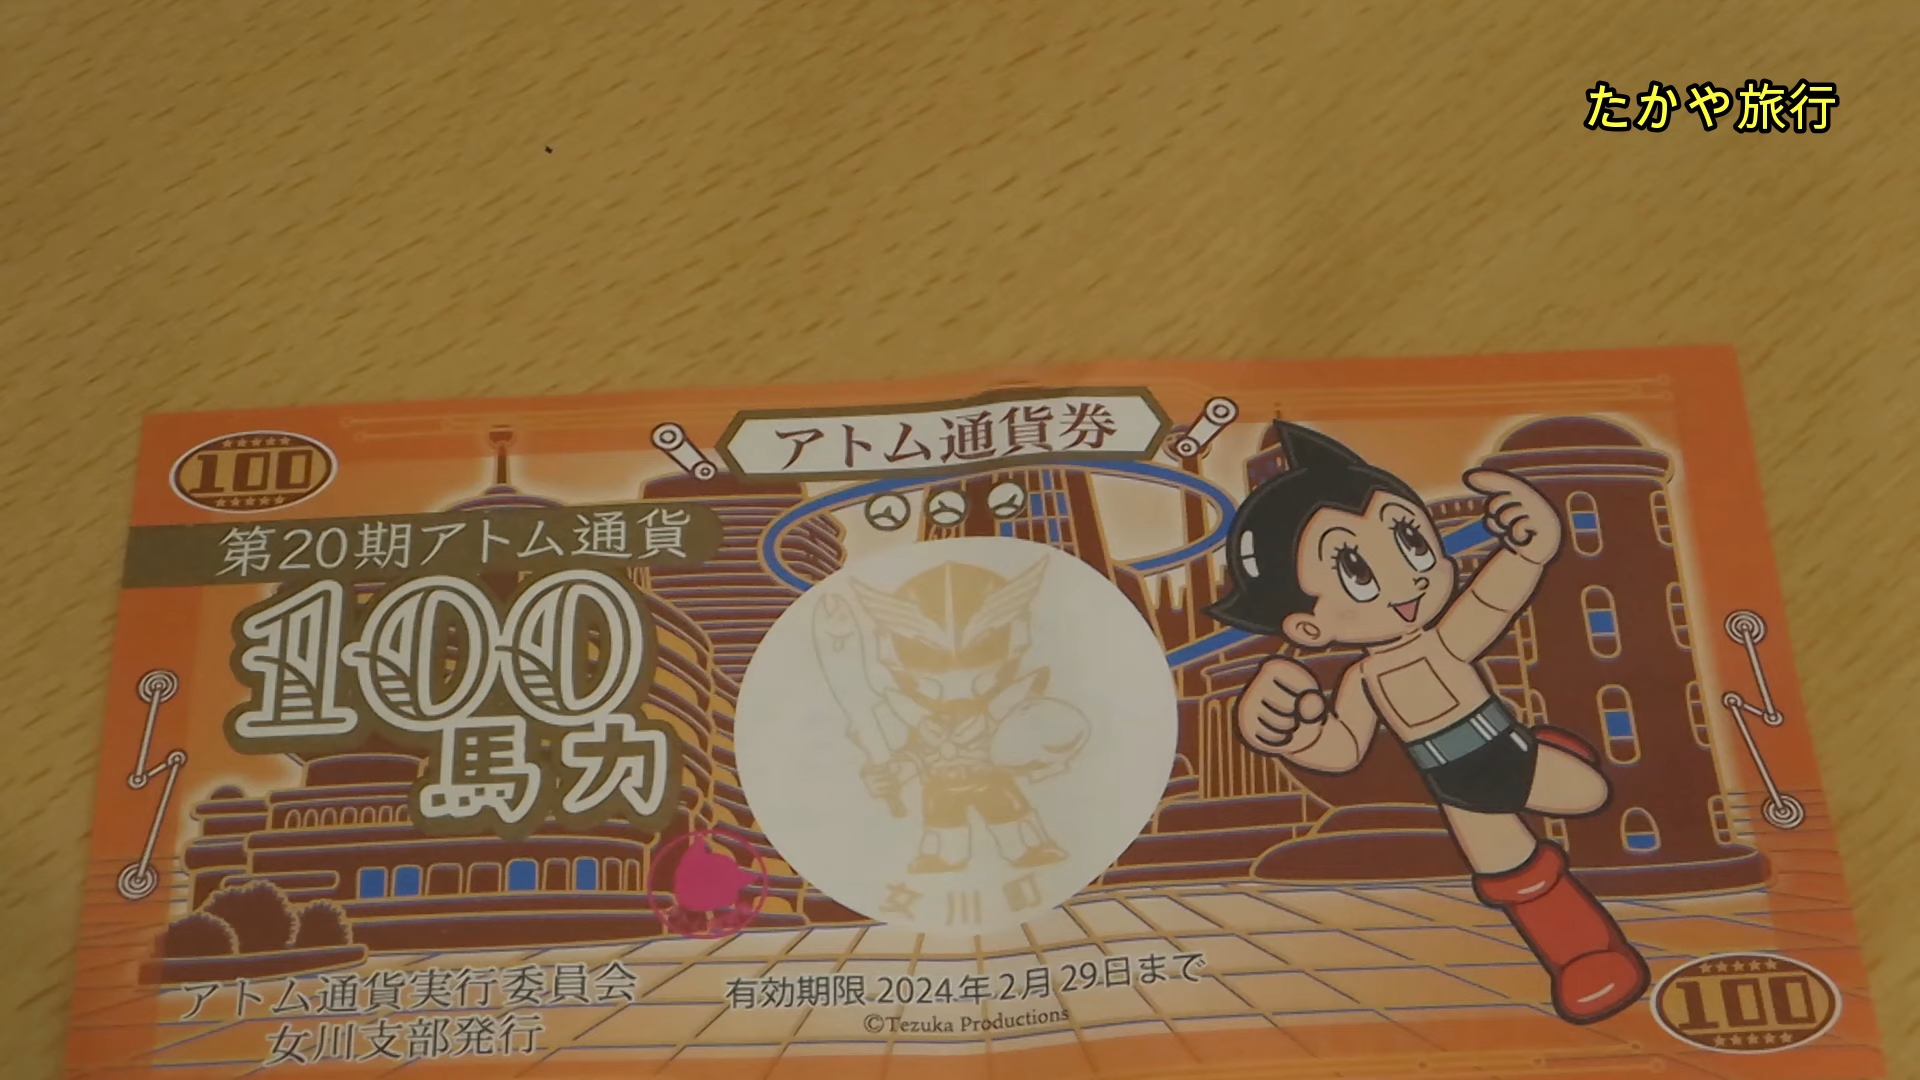 たかや旅行
アトム通貨券
100
第20期アトム通貨
100
馬力
女川町
アトム通貨実行委員会
女川支部発行
有効期限 2024年2月29日まで
©Tezuka Productions
100